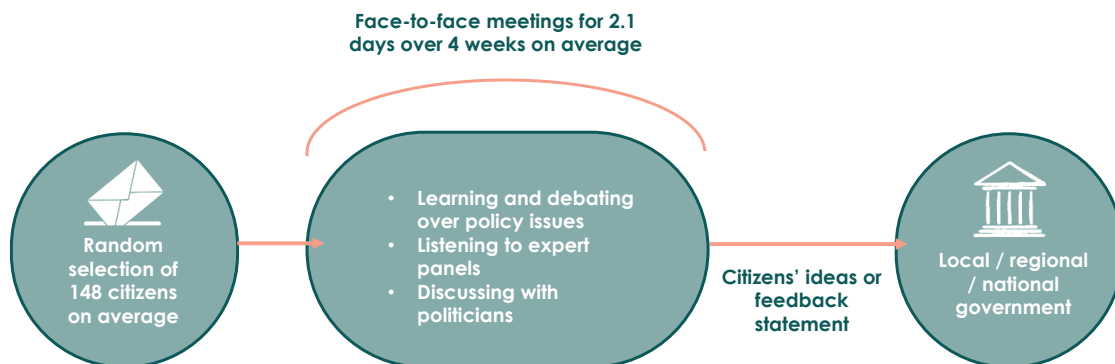 Face-to-face meetings for 2.1
days over 4 weeks on average
Random
selection of
148 citizens
on average
• Learning and debating
over policy issues
• Listening to expert
panels
• Discussing with
politicians
Citizens’ ideas or
feedback
statement
Local / regional
/ national
government